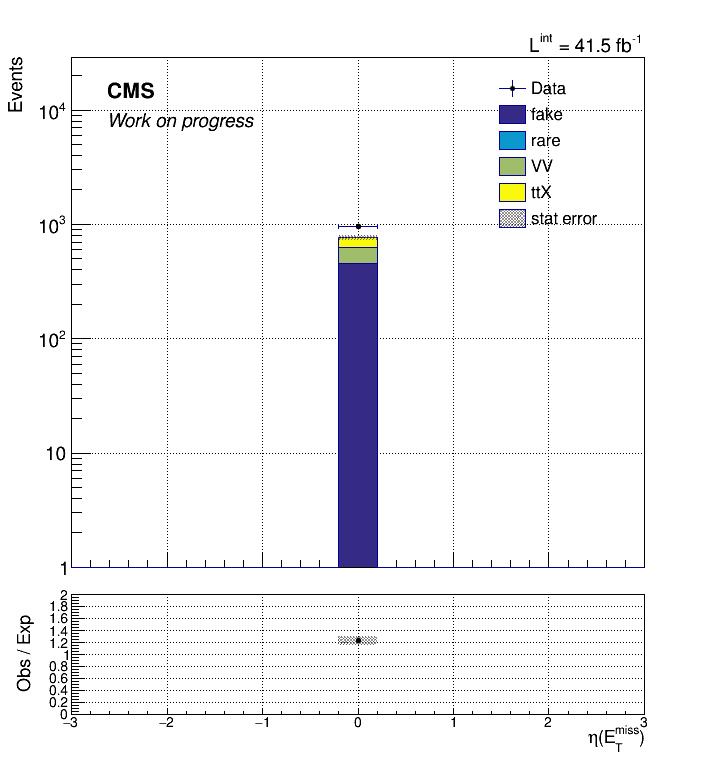 L^int = 41.5 fb^-1
Events
CMS
Work on progress
Data
fake
rare
VV
ttX
stat error
10^4
10^3
10^2
10
1
Obs / Exp
2
1.8
1.6
1.4
1.2
1
0.8
0.6
0.4
0.2
0
−3 −2 −1 0 1 2 3
η(E_T^miss)